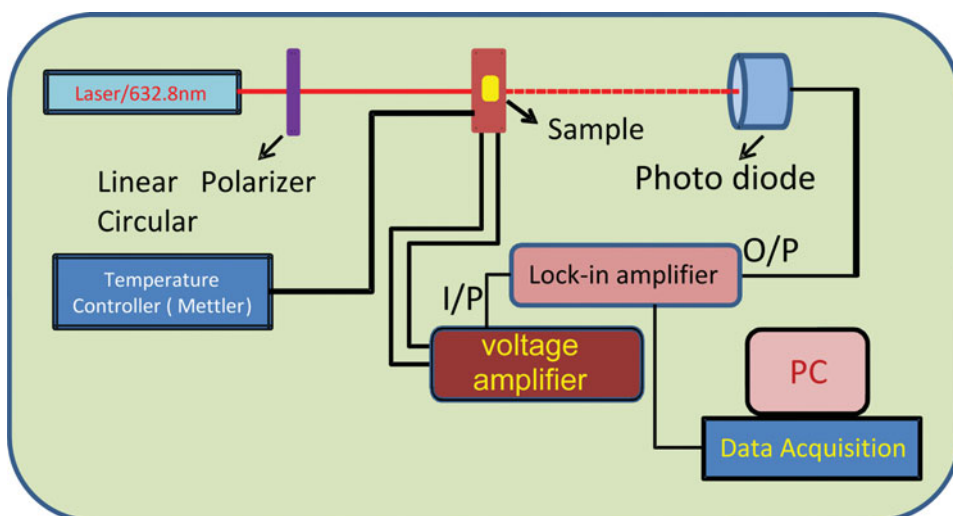 Laser/632.8nm
Sample
Linear Polarizer
Circular
Photo diode
Temperature
Controller ( Mettler)
I/P
Lock-in amplifier
O/P
voltage
amplifier
PC
Data Acquisition